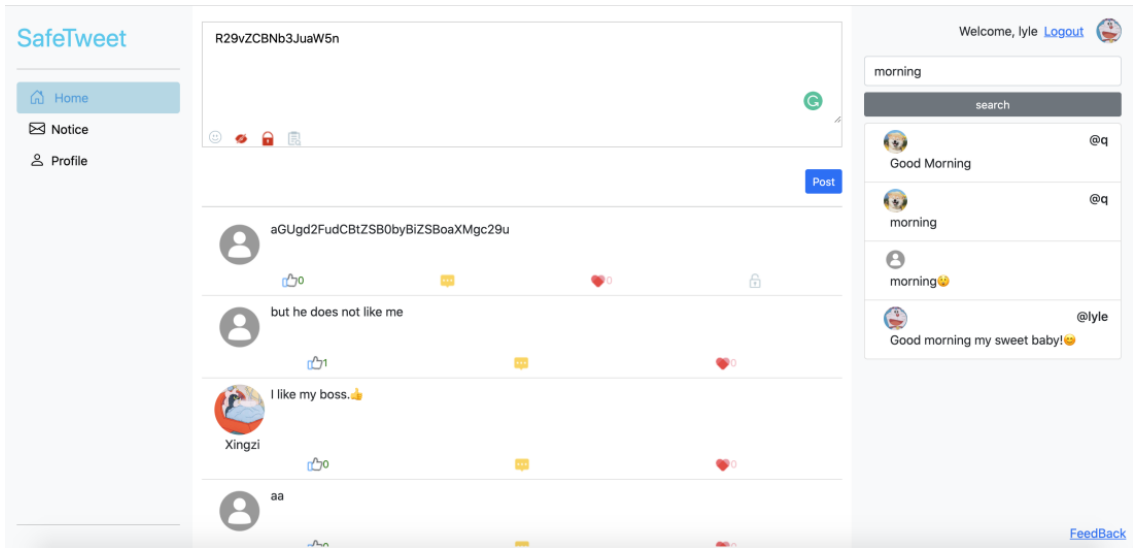 SafeTweet
Home
Notice
Profile
R29vZCBNb3JuaW5n
Post
aGUgd2FudCBtZSB0byBiZSBoaXMgc29u
0
0
but he does not like me
1
0
I like my boss.👍
Xingzi
0
0
aa
0
0
Welcome, lyle Logout
morning
search
@q
Good Morning
@q
morning
morning😲
@lyle
Good morning my sweet baby!😊
FeedBack